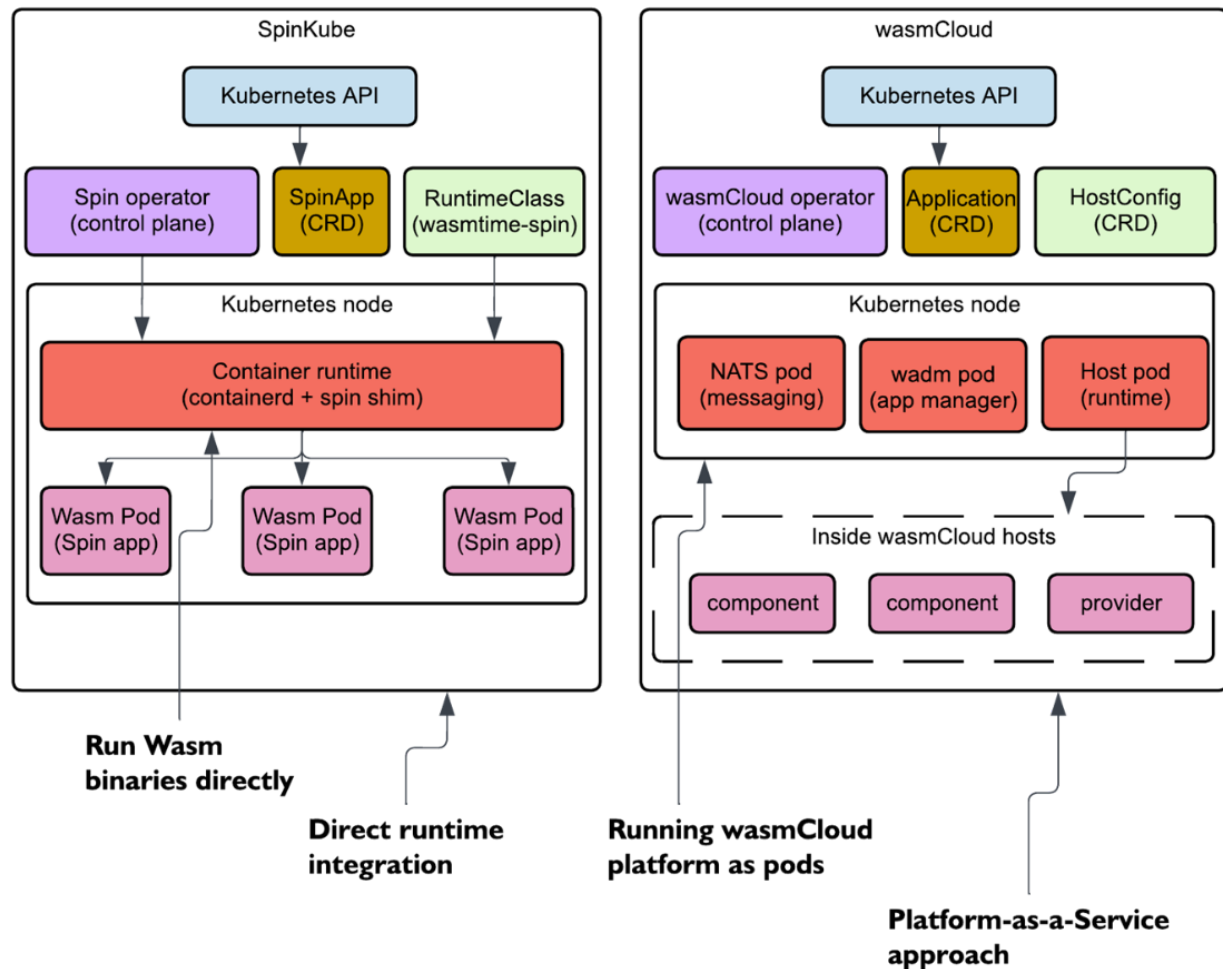 SpinKube
Kubernetes API
Spin operator
(control plane)
SpinApp
(CRD)
RuntimeClass
(wasmtime-spin)
Kubernetes node
Container runtime
(containerd + spin shim)
Wasm Pod
(Spin app)
Wasm Pod
(Spin app)
Wasm Pod
(Spin app)
Run Wasm
binaries directly
Direct runtime
integration
wasmCloud
Kubernetes API
wasmCloud operator
(control plane)
Application
(CRD)
HostConfig
(CRD)
Kubernetes node
NATS pod
(messaging)
wadm pod
(app manager)
Host pod
(runtime)
Inside wasmCloud hosts
component
component
provider
Running wasmCloud
platform as pods
Platform-as-a-Service
approach